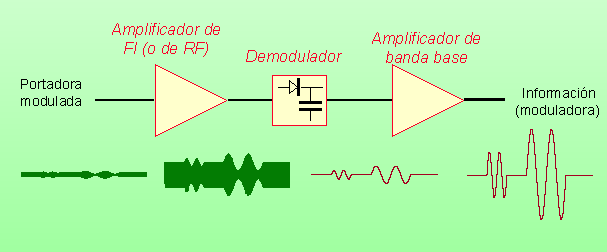 Amplificador de
FI (o de RF)
Demodulador
Amplificador de
banda base
Portadora
modulada
Información
(moduladora)